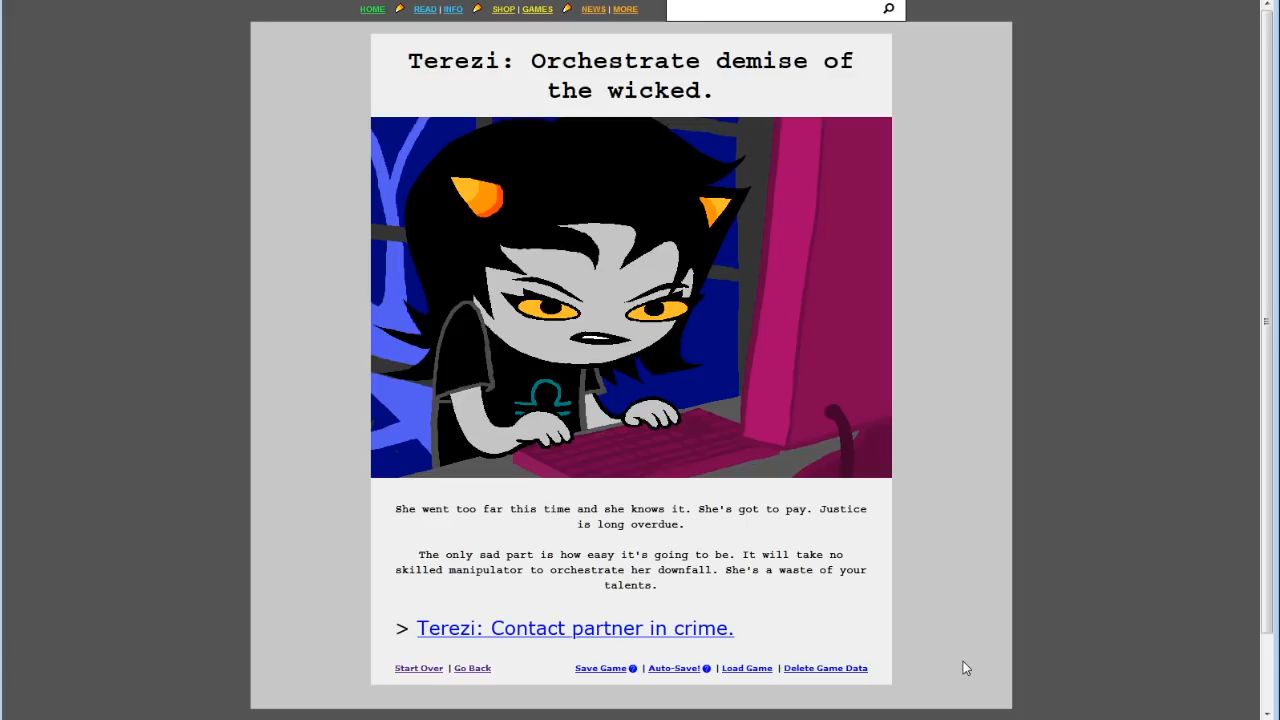 HOME READ | INFO SHOP | GAMES NEWS | MORE
Terezi: Orchestrate demise of
the wicked.
She went too far this time and she knows it. She's got to pay. Justice
is long overdue.
The only sad part is how easy it's going to be. It will take no
skilled manipulator to orchestrate her downfall. She's a waste of your
talents.
> Terezi: Contact partner in crime.
Start Over | Go Back Save Game ? | Auto-Save! ? | Load Game | Delete Game Data